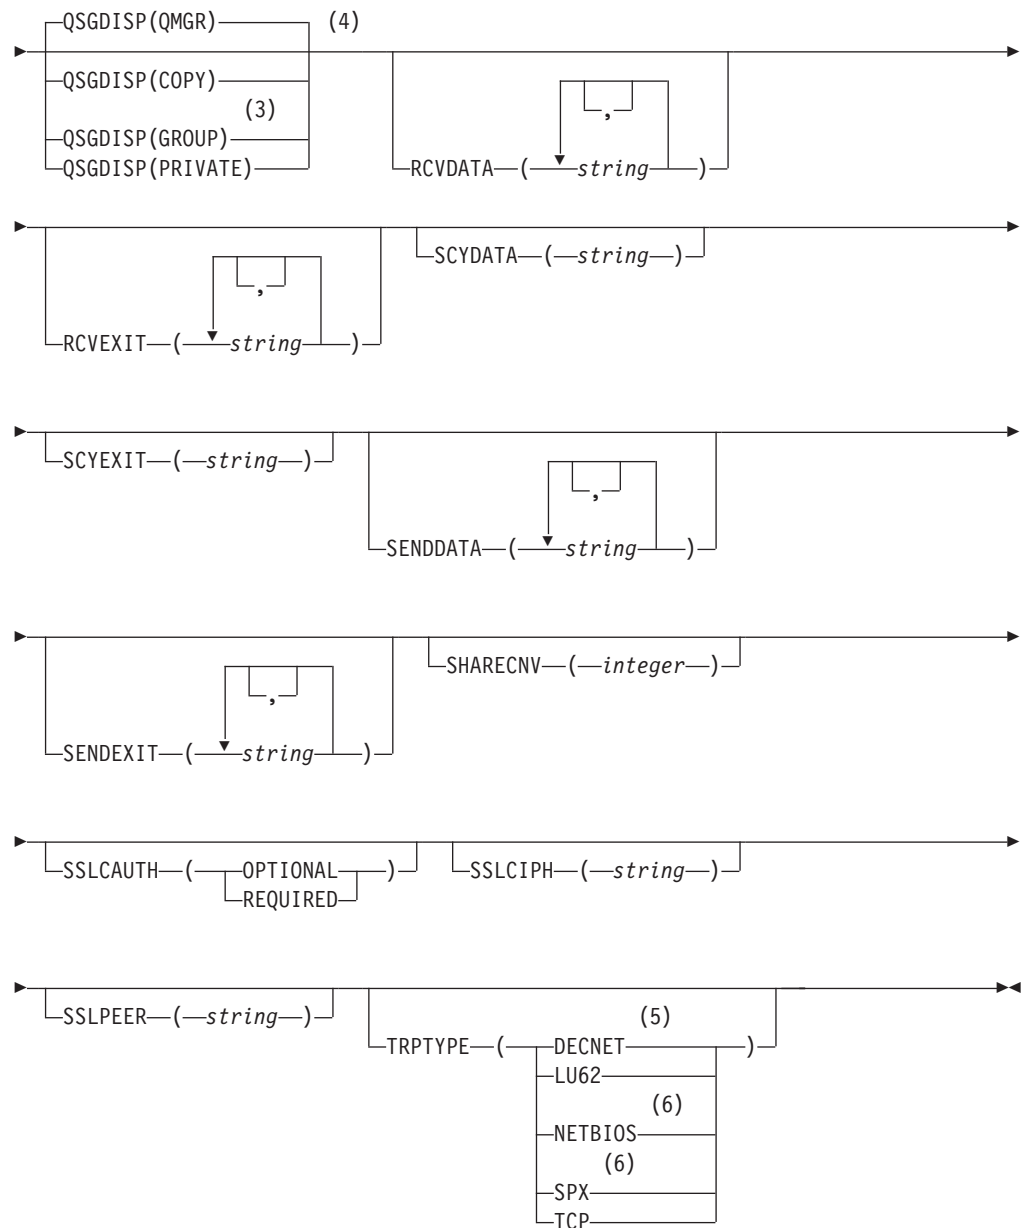 QSGDISP(QMGR) (4)
QSGDISP(COPY)
(3)
QSGDISP(GROUP)
QSGDISP(PRIVATE)
,
RCVDATA ( string )
,
RCVEXIT ( string )
SCYDATA ( string )
SCYEXIT ( string )
,
SENDDATA ( string )
,
SENDEXIT ( string )
SHARECNV ( integer )
SSLCAUTH ( OPTIONAL )
REQUIRED
SSLCIPH ( string )
SSLPEER ( string )
(5)
TRPTYPE ( DECNET )
LU62
(6)
NETBIOS
(6)
SPX
TCP